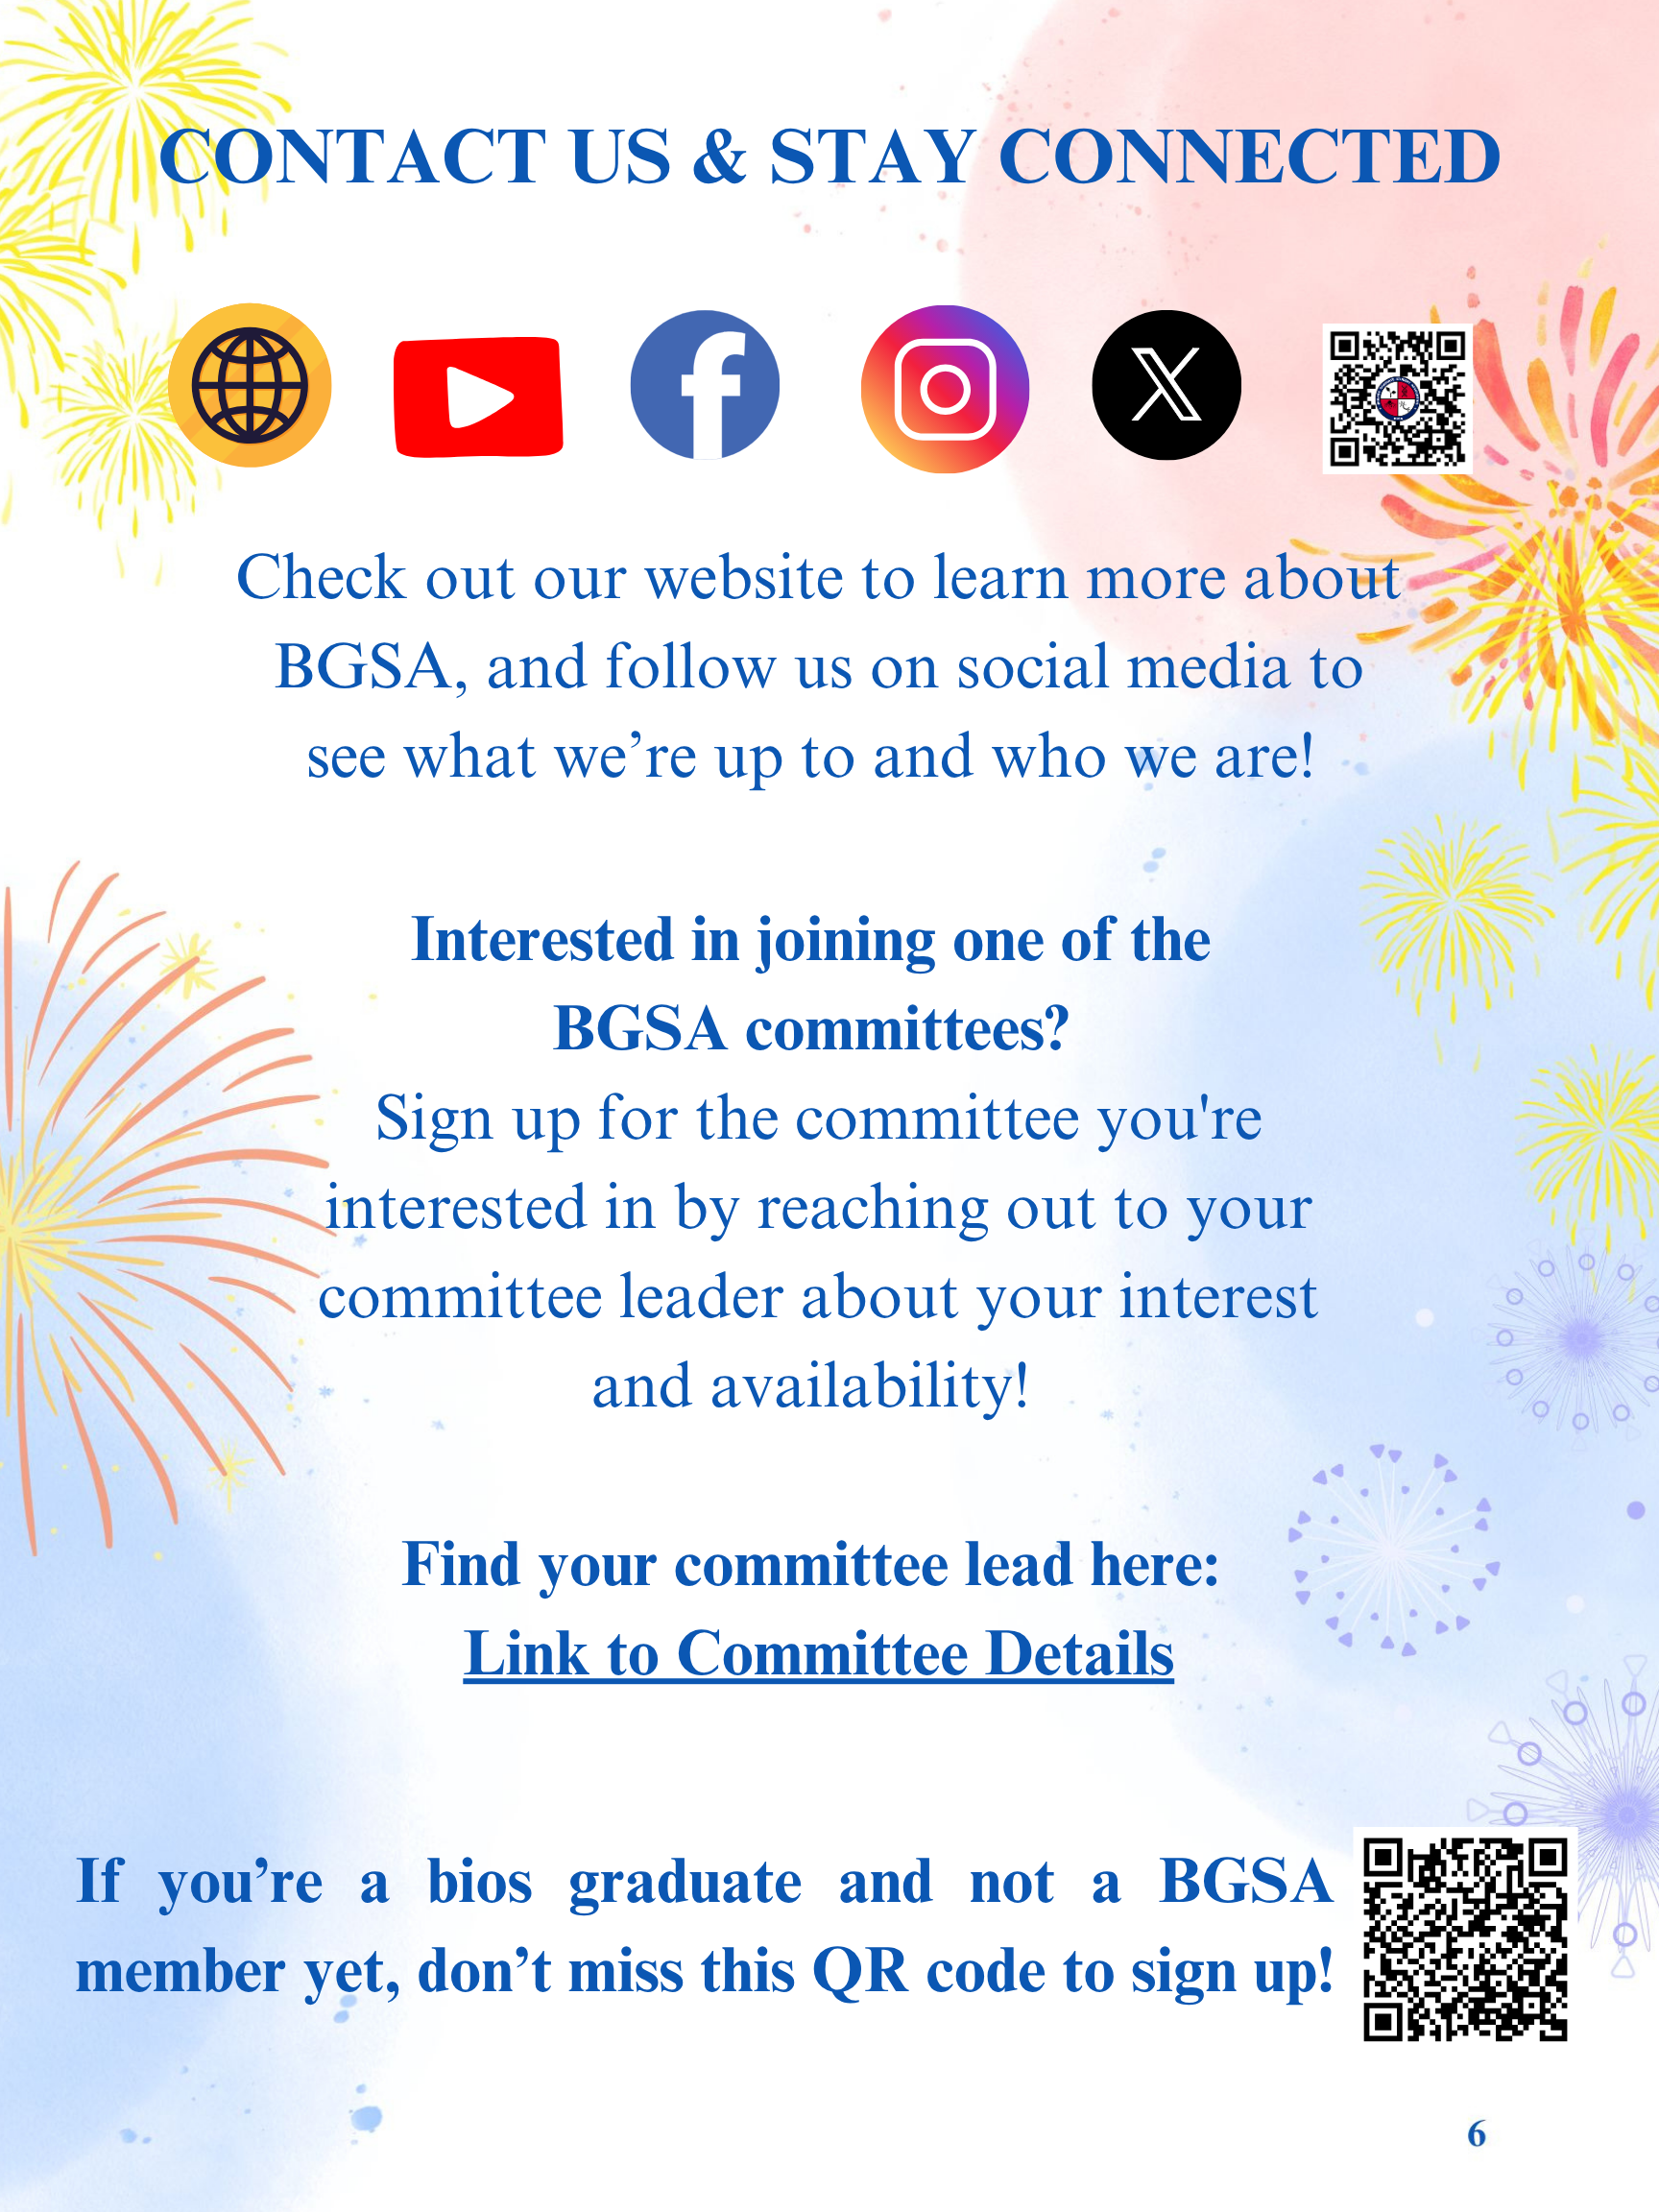 CONTACT US & STAY CONNECTED
Check out our website to learn more about
BGSA, and follow us on social media to
see what we’re up to and who we are!
Interested in joining one of the
BGSA committees?
Sign up for the committee you're
interested in by reaching out to your
committee leader about your interest
and availability!
Find your committee lead here:
Link to Committee Details
If you’re a bios graduate and not a BGSA
member yet, don’t miss this QR code to sign up!
6